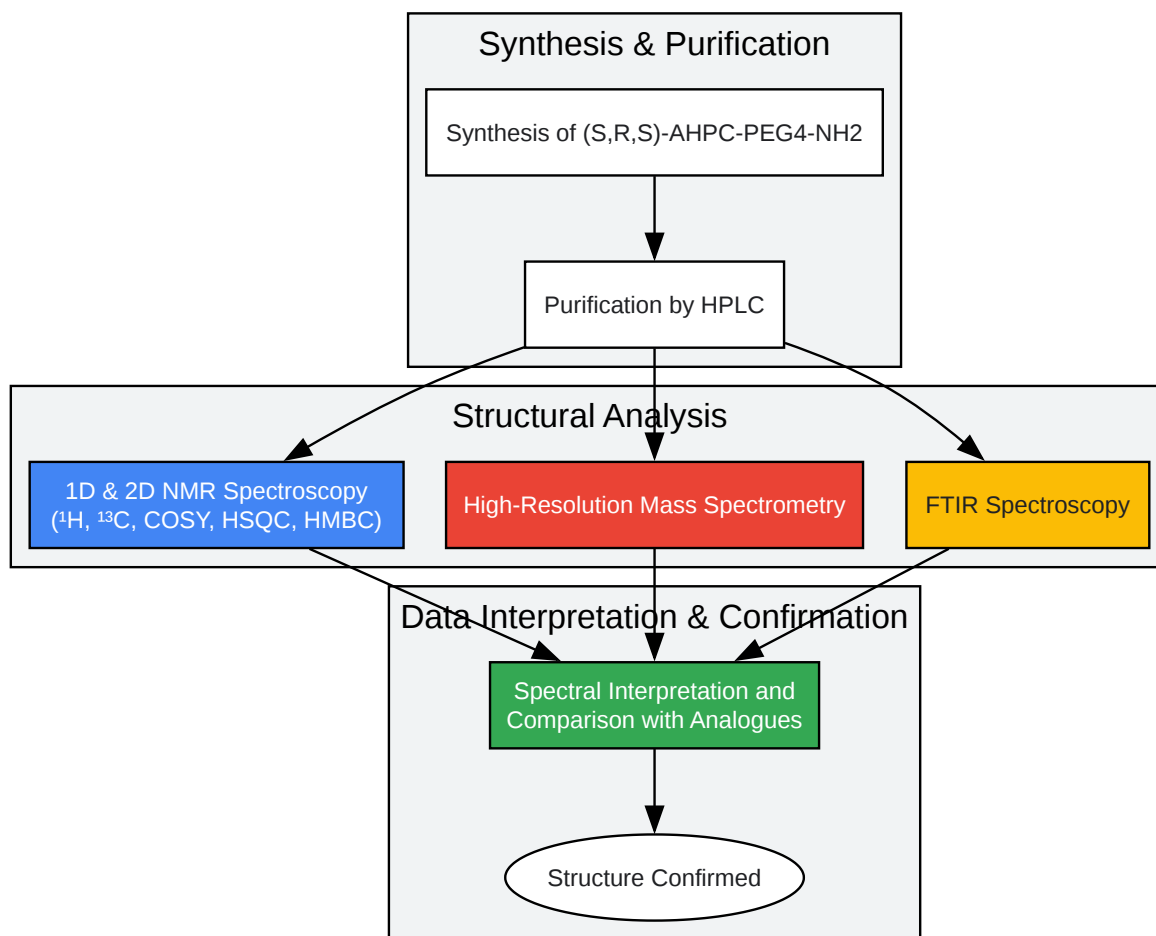 Synthesis & Purification
Synthesis of (S,R,S)-AHPC-PEG4-NH2
Purification by HPLC
Structural Analysis
1D & 2D NMR Spectroscopy
(¹H, ¹³C, COSY, HSQC, HMBC)
High-Resolution Mass Spectrometry
FTIR Spectroscopy
Data Interpretation & Confirmation
Spectral Interpretation and
Comparison with Analogues
Structure Confirmed